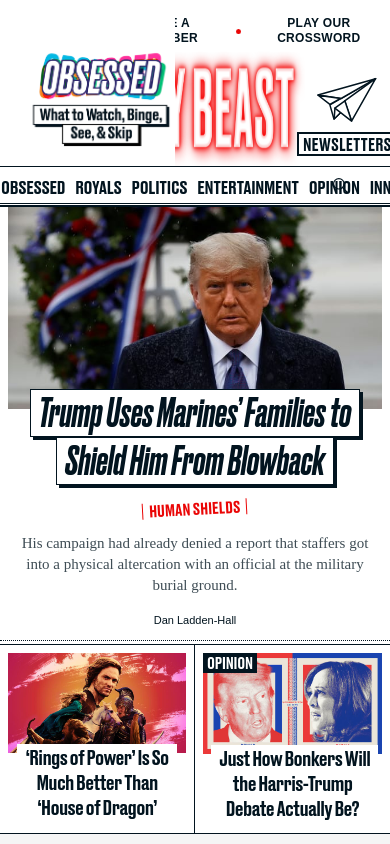 E A
BER
PLAY OUR
CROSSWORD
OBSESSED
What to Watch, Binge,
See, & Skip
Y BEAST
NEWSLETTERS
OBSESSED ROYALS POLITICS ENTERTAINMENT OPINION INN
Trump Uses Marines’ Families to
Shield Him From Blowback
HUMAN SHIELDS
His campaign had already denied a report that staffers got
into a physical altercation with an official at the military
burial ground.
Dan Ladden-Hall
‘Rings of Power’ Is So
Much Better Than
‘House of Dragon’
OPINION
Just How Bonkers Will
the Harris-Trump
Debate Actually Be?